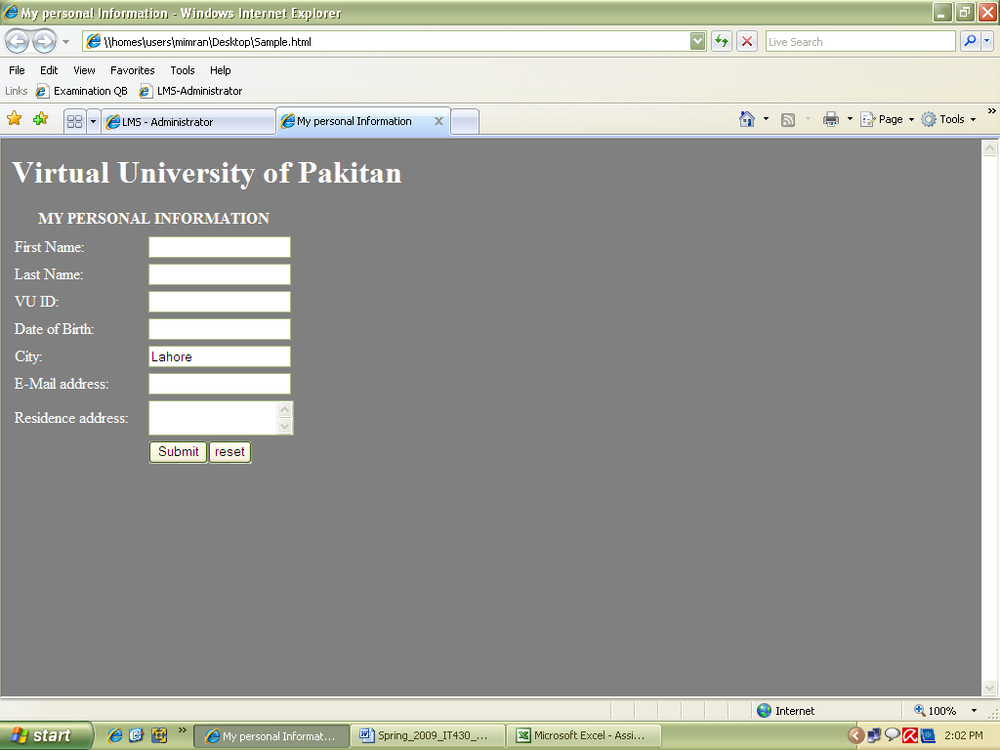 My personal Information - Windows Internet Explorer
\\homes\users\mimran\Desktop\Sample.html
Live Search
File Edit View Favorites Tools Help
Links Examination QB LMS-Administrator
LMS - Administrator My personal Information Page Tools
Virtual University of Pakitan
MY PERSONAL INFORMATION
First Name:
Last Name:
VU ID:
Date of Birth:
City: Lahore
E-Mail address:
Residence address:
Submit reset
Internet 100%
start My personal Informat... Spring_2009_IT430_... Microsoft Excel - Assi... 2:02 PM